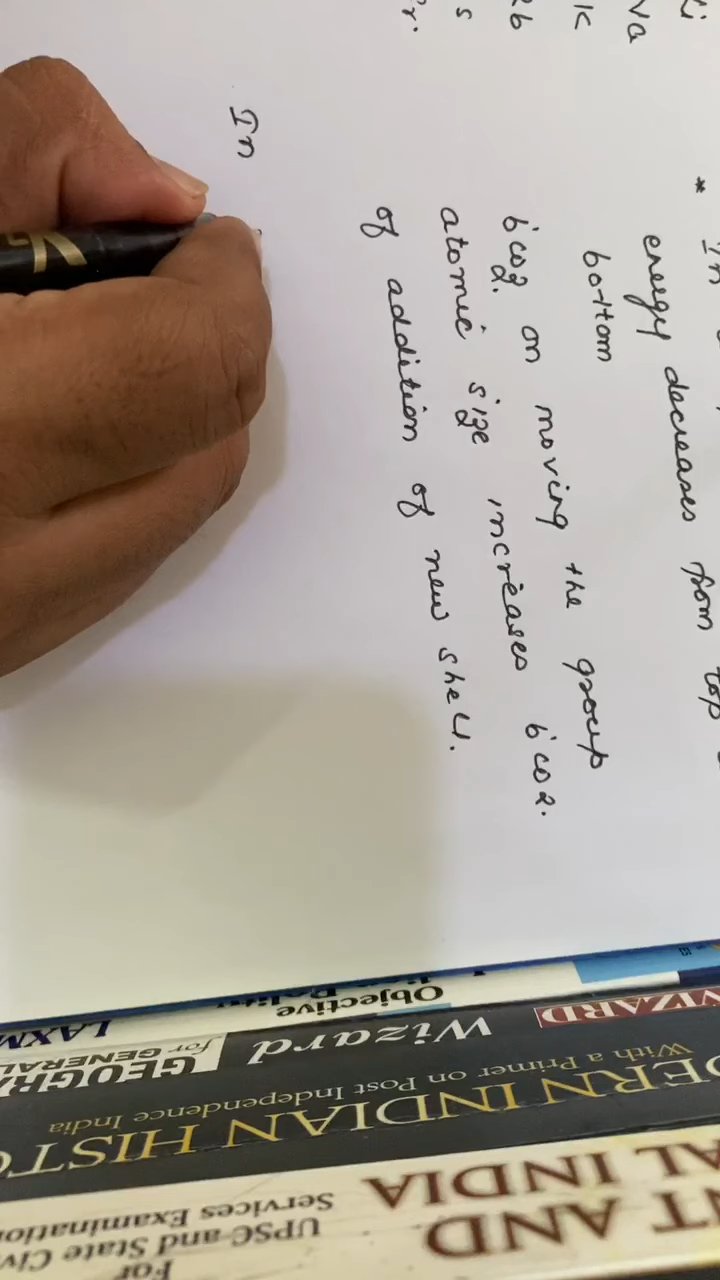 * In
energy decreases from top
bottom
b'coz on moving the group
atomic size increases b'coz.
of addition of new shell.
In
K
Objective
LAXM
WIZARD
Wizard
for GENERAL
GEOGRA
With a Primer on Post Independence India
DERN INDIAN HISTO
NT AND
AL INDIA
For
UPSC and State Civ
Services Examination